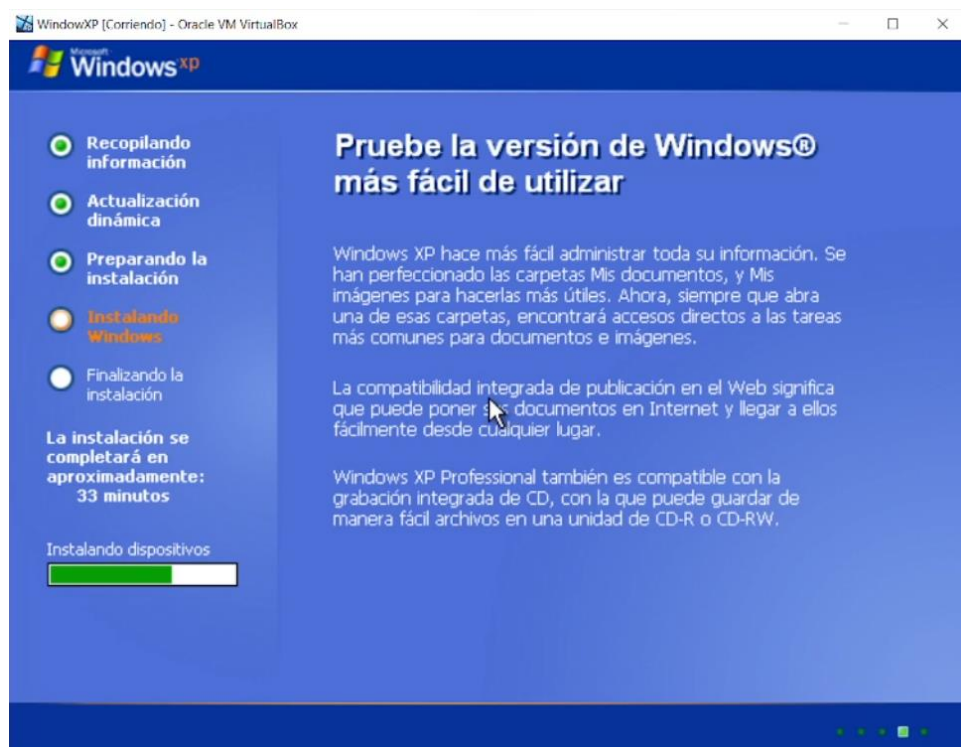 WindowXP [Corriendo] - Oracle VM VirtualBox
Microsoft
Windows xp
Recopilando
información
Actualización
dinámica
Preparando la
instalación
Instalando
Windows
Finalizando la
instalación
La instalación se
completará en
aproximadamente:
33 minutos
Instalando dispositivos
Pruebe la versión de Windows®
más fácil de utilizar
Windows XP hace más fácil administrar toda su información. Se
han perfeccionado las carpetas Mis documentos, y Mis
imágenes para hacerlas más útiles. Ahora, siempre que abra
una de esas carpetas, encontrará accesos directos a las tareas
más comunes para documentos e imágenes.
La compatibilidad integrada de publicación en el Web significa
que puede poner sus documentos en Internet y llegar a ellos
fácilmente desde cualquier lugar.
Windows XP Professional también es compatible con la
grabación integrada de CD, con la que puede guardar de
manera fácil archivos en una unidad de CD-R o CD-RW.